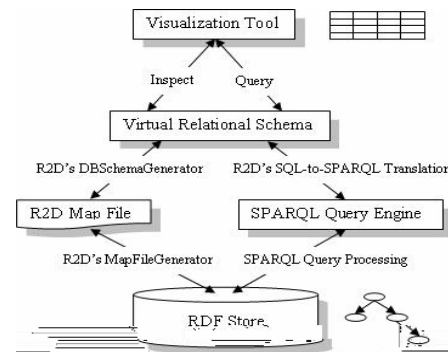 Visualization Tool
Inspect
Query
Virtual Relational Schema
R2D's DBSchemaGenerator
R2D's SQL-to-SPARQL Translation
R2D Map File
SPARQL Query Engine
R2D's MapFileGenerator
SPARQL Query Processing
RDF Store